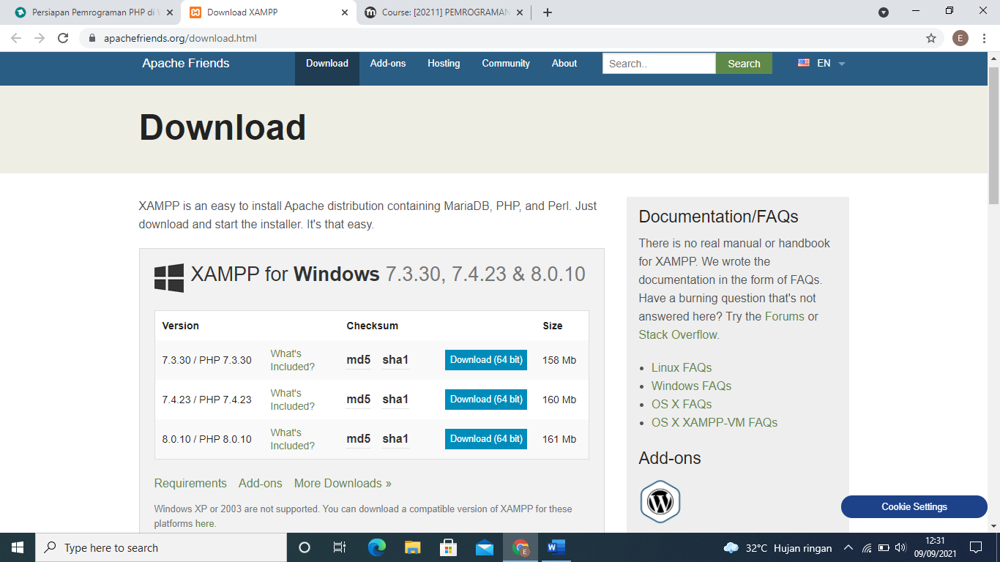 Persiapan Pemrograman PHP di W
Download XAMPP
Course: [20211] PEMROGRAMAN
apachefriends.org/download.html
E
Apache Friends
Download
Add-ons
Hosting
Community
About
Search..
Search
EN
Download
XAMPP is an easy to install Apache distribution containing MariaDB, PHP, and Perl. Just
download and start the installer. It's that easy.
XAMPP for Windows 7.3.30, 7.4.23 & 8.0.10
Version Checksum Size
7.3.30 / PHP 7.3.30 What's Included? md5 sha1 Download (64 bit) 158 Mb
7.4.23 / PHP 7.4.23 What's Included? md5 sha1 Download (64 bit) 160 Mb
8.0.10 / PHP 8.0.10 What's Included? md5 sha1 Download (64 bit) 161 Mb
Requirements Add-ons More Downloads »
Windows XP or 2003 are not supported. You can download a compatible version of XAMPP for these
platforms here.
Documentation/FAQs
There is no real manual or handbook
for XAMPP. We wrote the
documentation in the form of FAQs.
Have a burning question that's not
answered here? Try the Forums or
Stack Overflow.
Linux FAQs
Windows FAQs
OS X FAQs
OS X XAMPP-VM FAQs
Add-ons
Cookie Settings
Type here to search
32°C Hujan ringan
12:31
09/09/2021